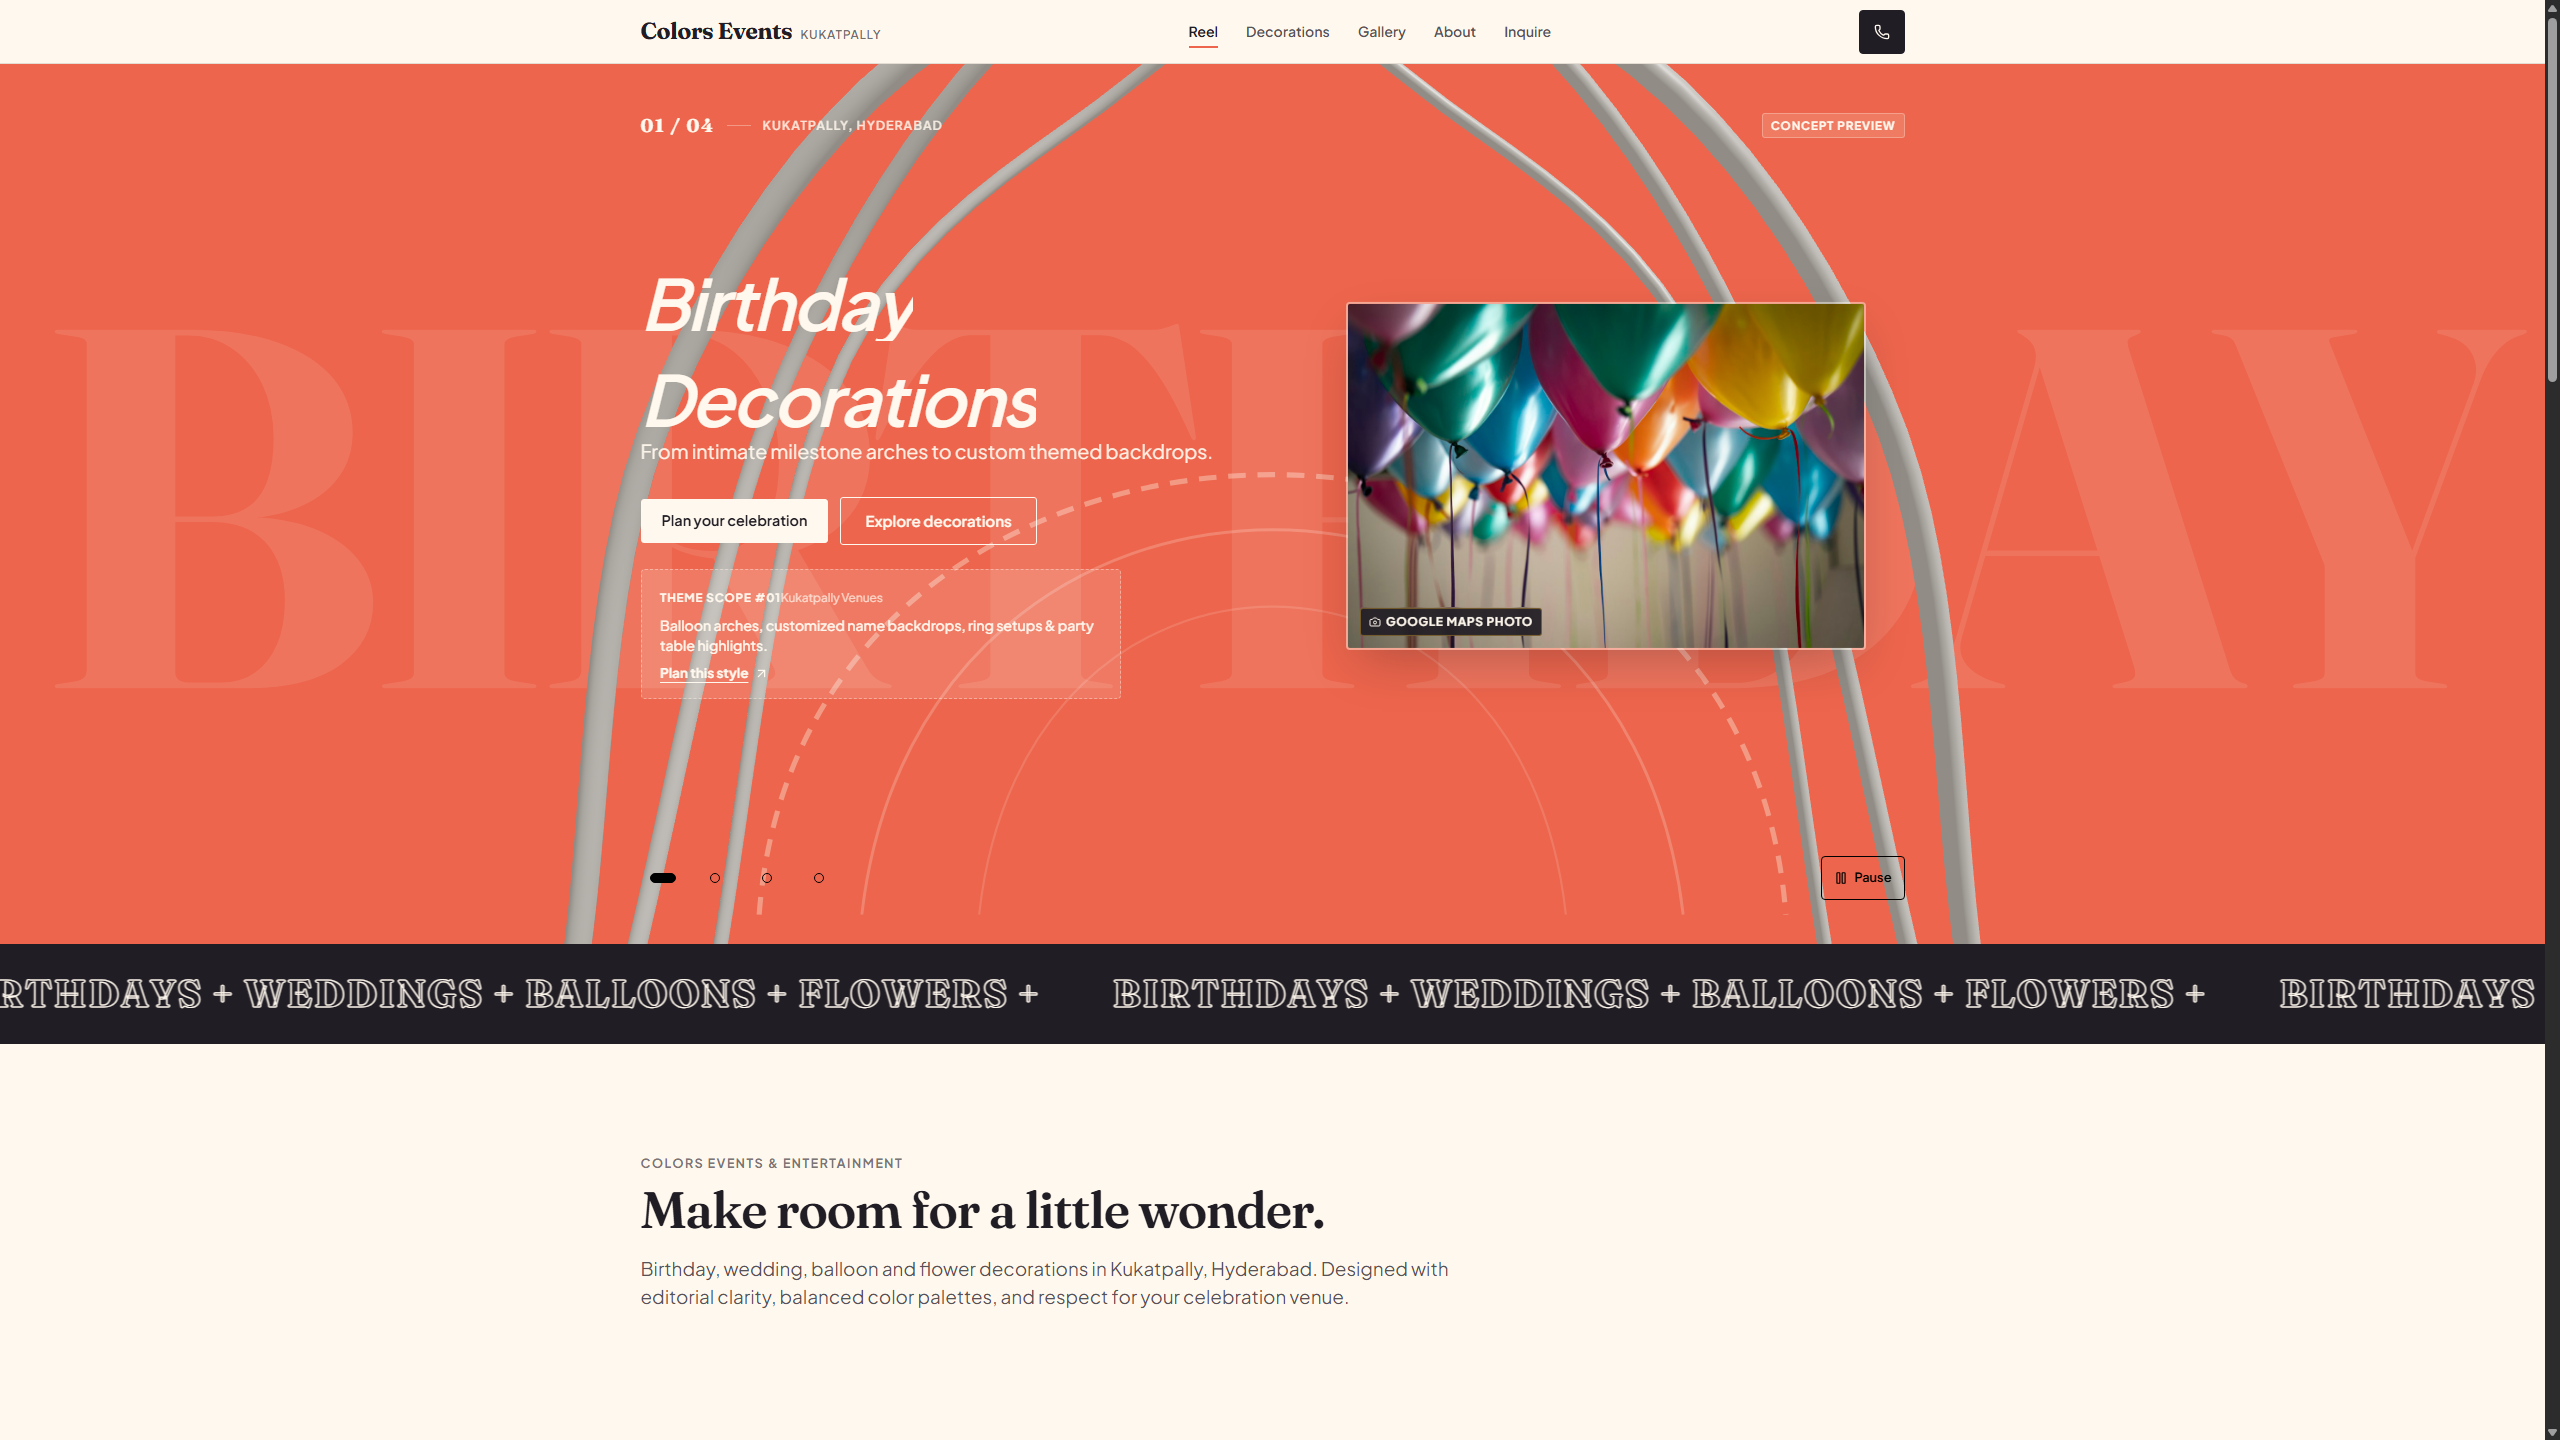 Colors Events KUKATPALLY
Reel Decorations Gallery About Inquire
01 / 04 KUKATPALLY, HYDERABAD
CONCEPT PREVIEW
BIRTHDAY
Birthday
Decorations
From intimate milestone arches to custom themed backdrops.
Plan your celebration Explore decorations
THEME SCOPE #01Kukatpally Venues
Balloon arches, customized name backdrops, ring setups & party
table highlights.
Plan this style
GOOGLE MAPS PHOTO
Pause
RTHDAYS + WEDDINGS + BALLOONS + FLOWERS + BIRTHDAYS + WEDDINGS + BALLOONS + FLOWERS + BIRTHDAYS
COLORS EVENTS & ENTERTAINMENT
Make room for a little wonder.
Birthday, wedding, balloon and flower decorations in Kukatpally, Hyderabad. Designed with
editorial clarity, balanced color palettes, and respect for your celebration venue.